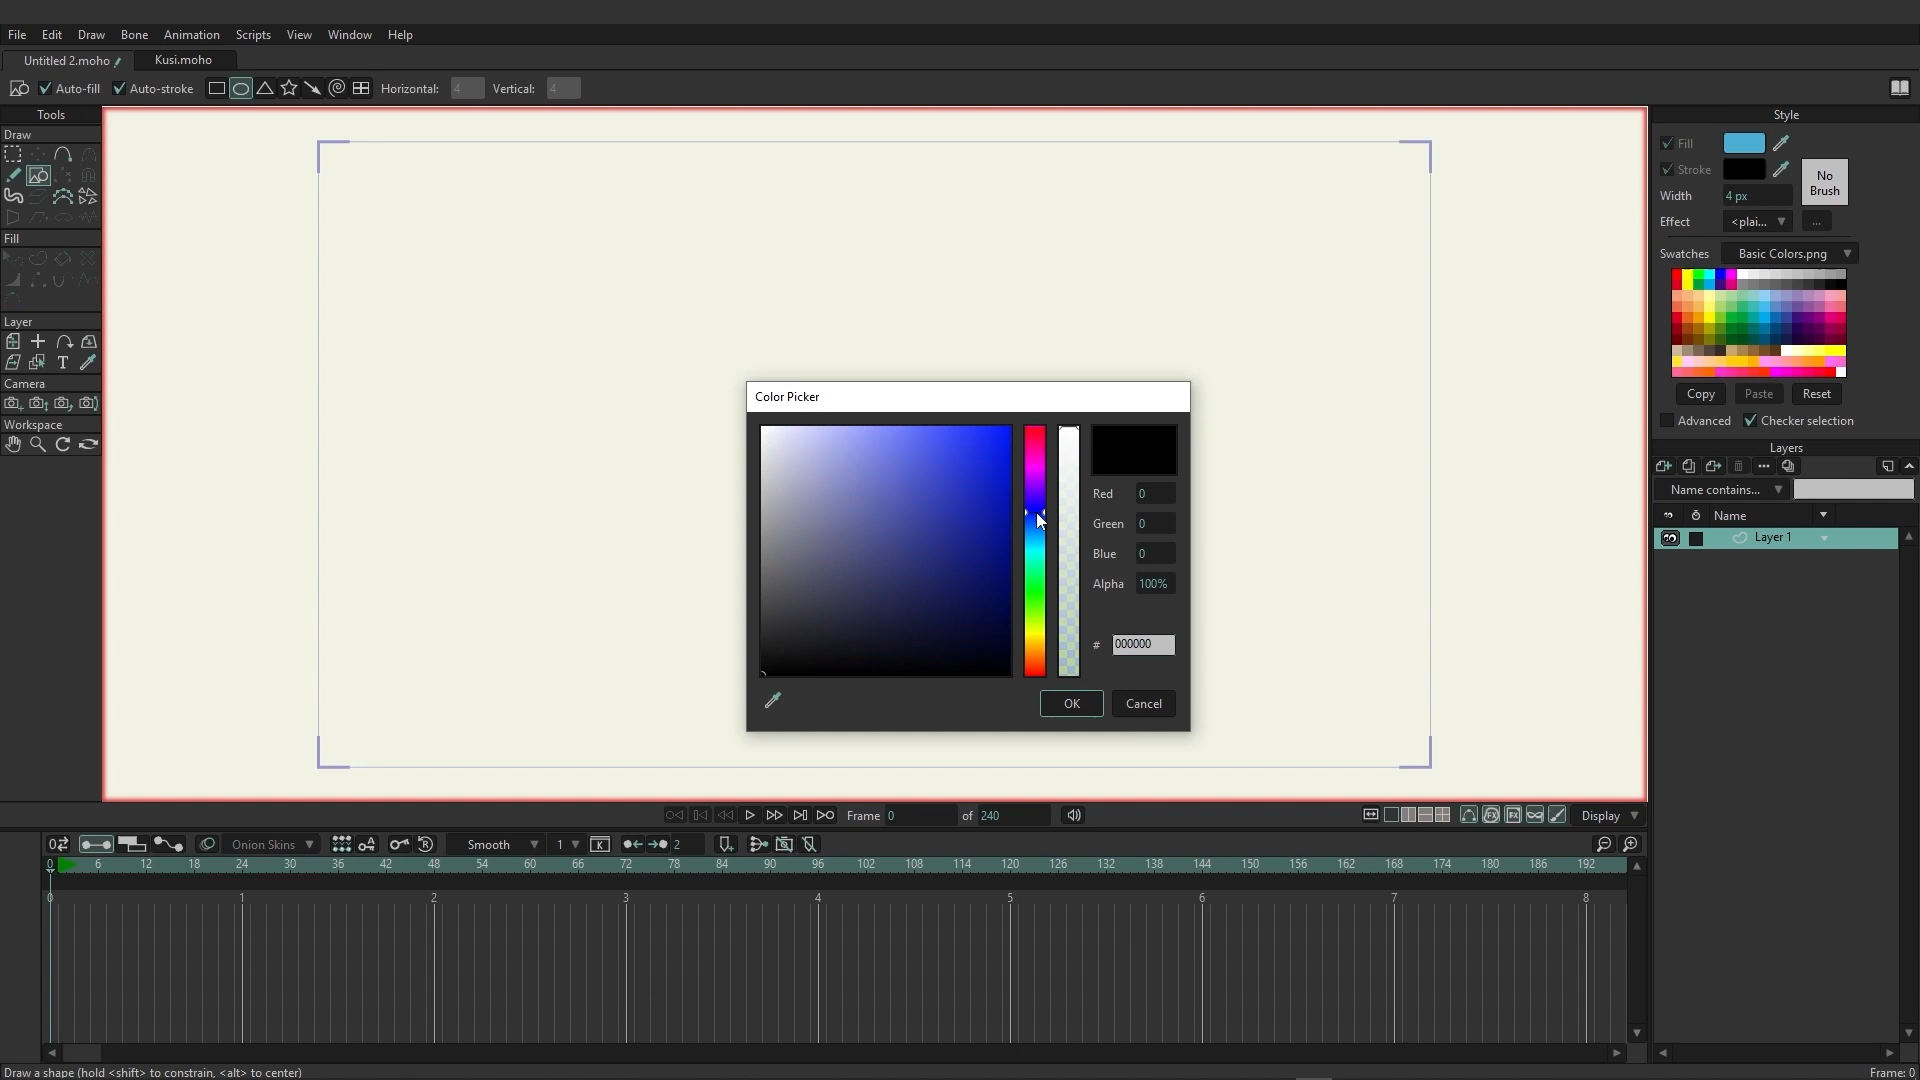 File Edit Draw Bone Animation Scripts View Window Help
Untitled 2.moho Kusi.moho
Auto-fill Auto-stroke Horizontal: 4 Vertical: 4
Tools
Draw
Fill
Layer
T
Camera
Workspace
Style
Fill
Stroke
No Brush
Width 4 px
Effect <plai... ...
Swatches Basic Colors.png
Copy Paste Reset
Advanced Checker selection
Layers
Name contains...
Name
Layer 1
Color Picker
Red 0
Green 0
Blue 0
Alpha 100%
# 000000
OK Cancel
Frame 0 of 240 Display
Onion Skins Smooth 1 K 2
0 6 12 18 24 30 36 42 48 54 60 66 72 78 84 90 96 102 108 114 120 126 132 138 144 150 156 162 168 174 180 186 192
0 1 2 3 4 5 6 7 8
Draw a shape (hold <shift> to constrain, <alt> to center) Frame: 0